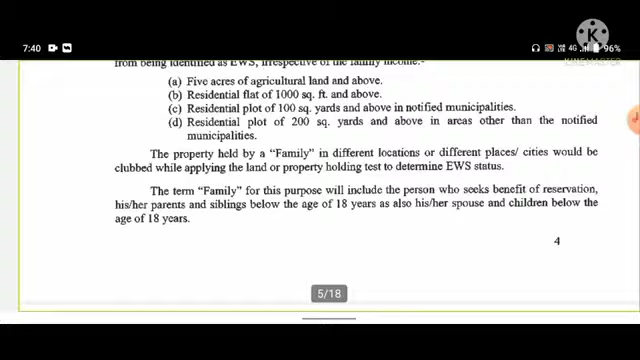 7:40
4G
96%
KINEMASTER
from being identified as EWS, irrespective of the family income:-
(a) Five acres of agricultural land and above.
(b) Residential flat of 1000 sq. ft. and above.
(c) Residential plot of 100 sq. yards and above in notified municipalities.
(d) Residential plot of 200 sq. yards and above in areas other than the notified
municipalities.
The property held by a “Family” in different locations or different places/ cities would be
clubbed while applying the land or property holding test to determine EWS status.
The term “Family” for this purpose will include the person who seeks benefit of reservation,
his/her parents and siblings below the age of 18 years as also his/her spouse and children below the
age of 18 years.
4
5/18